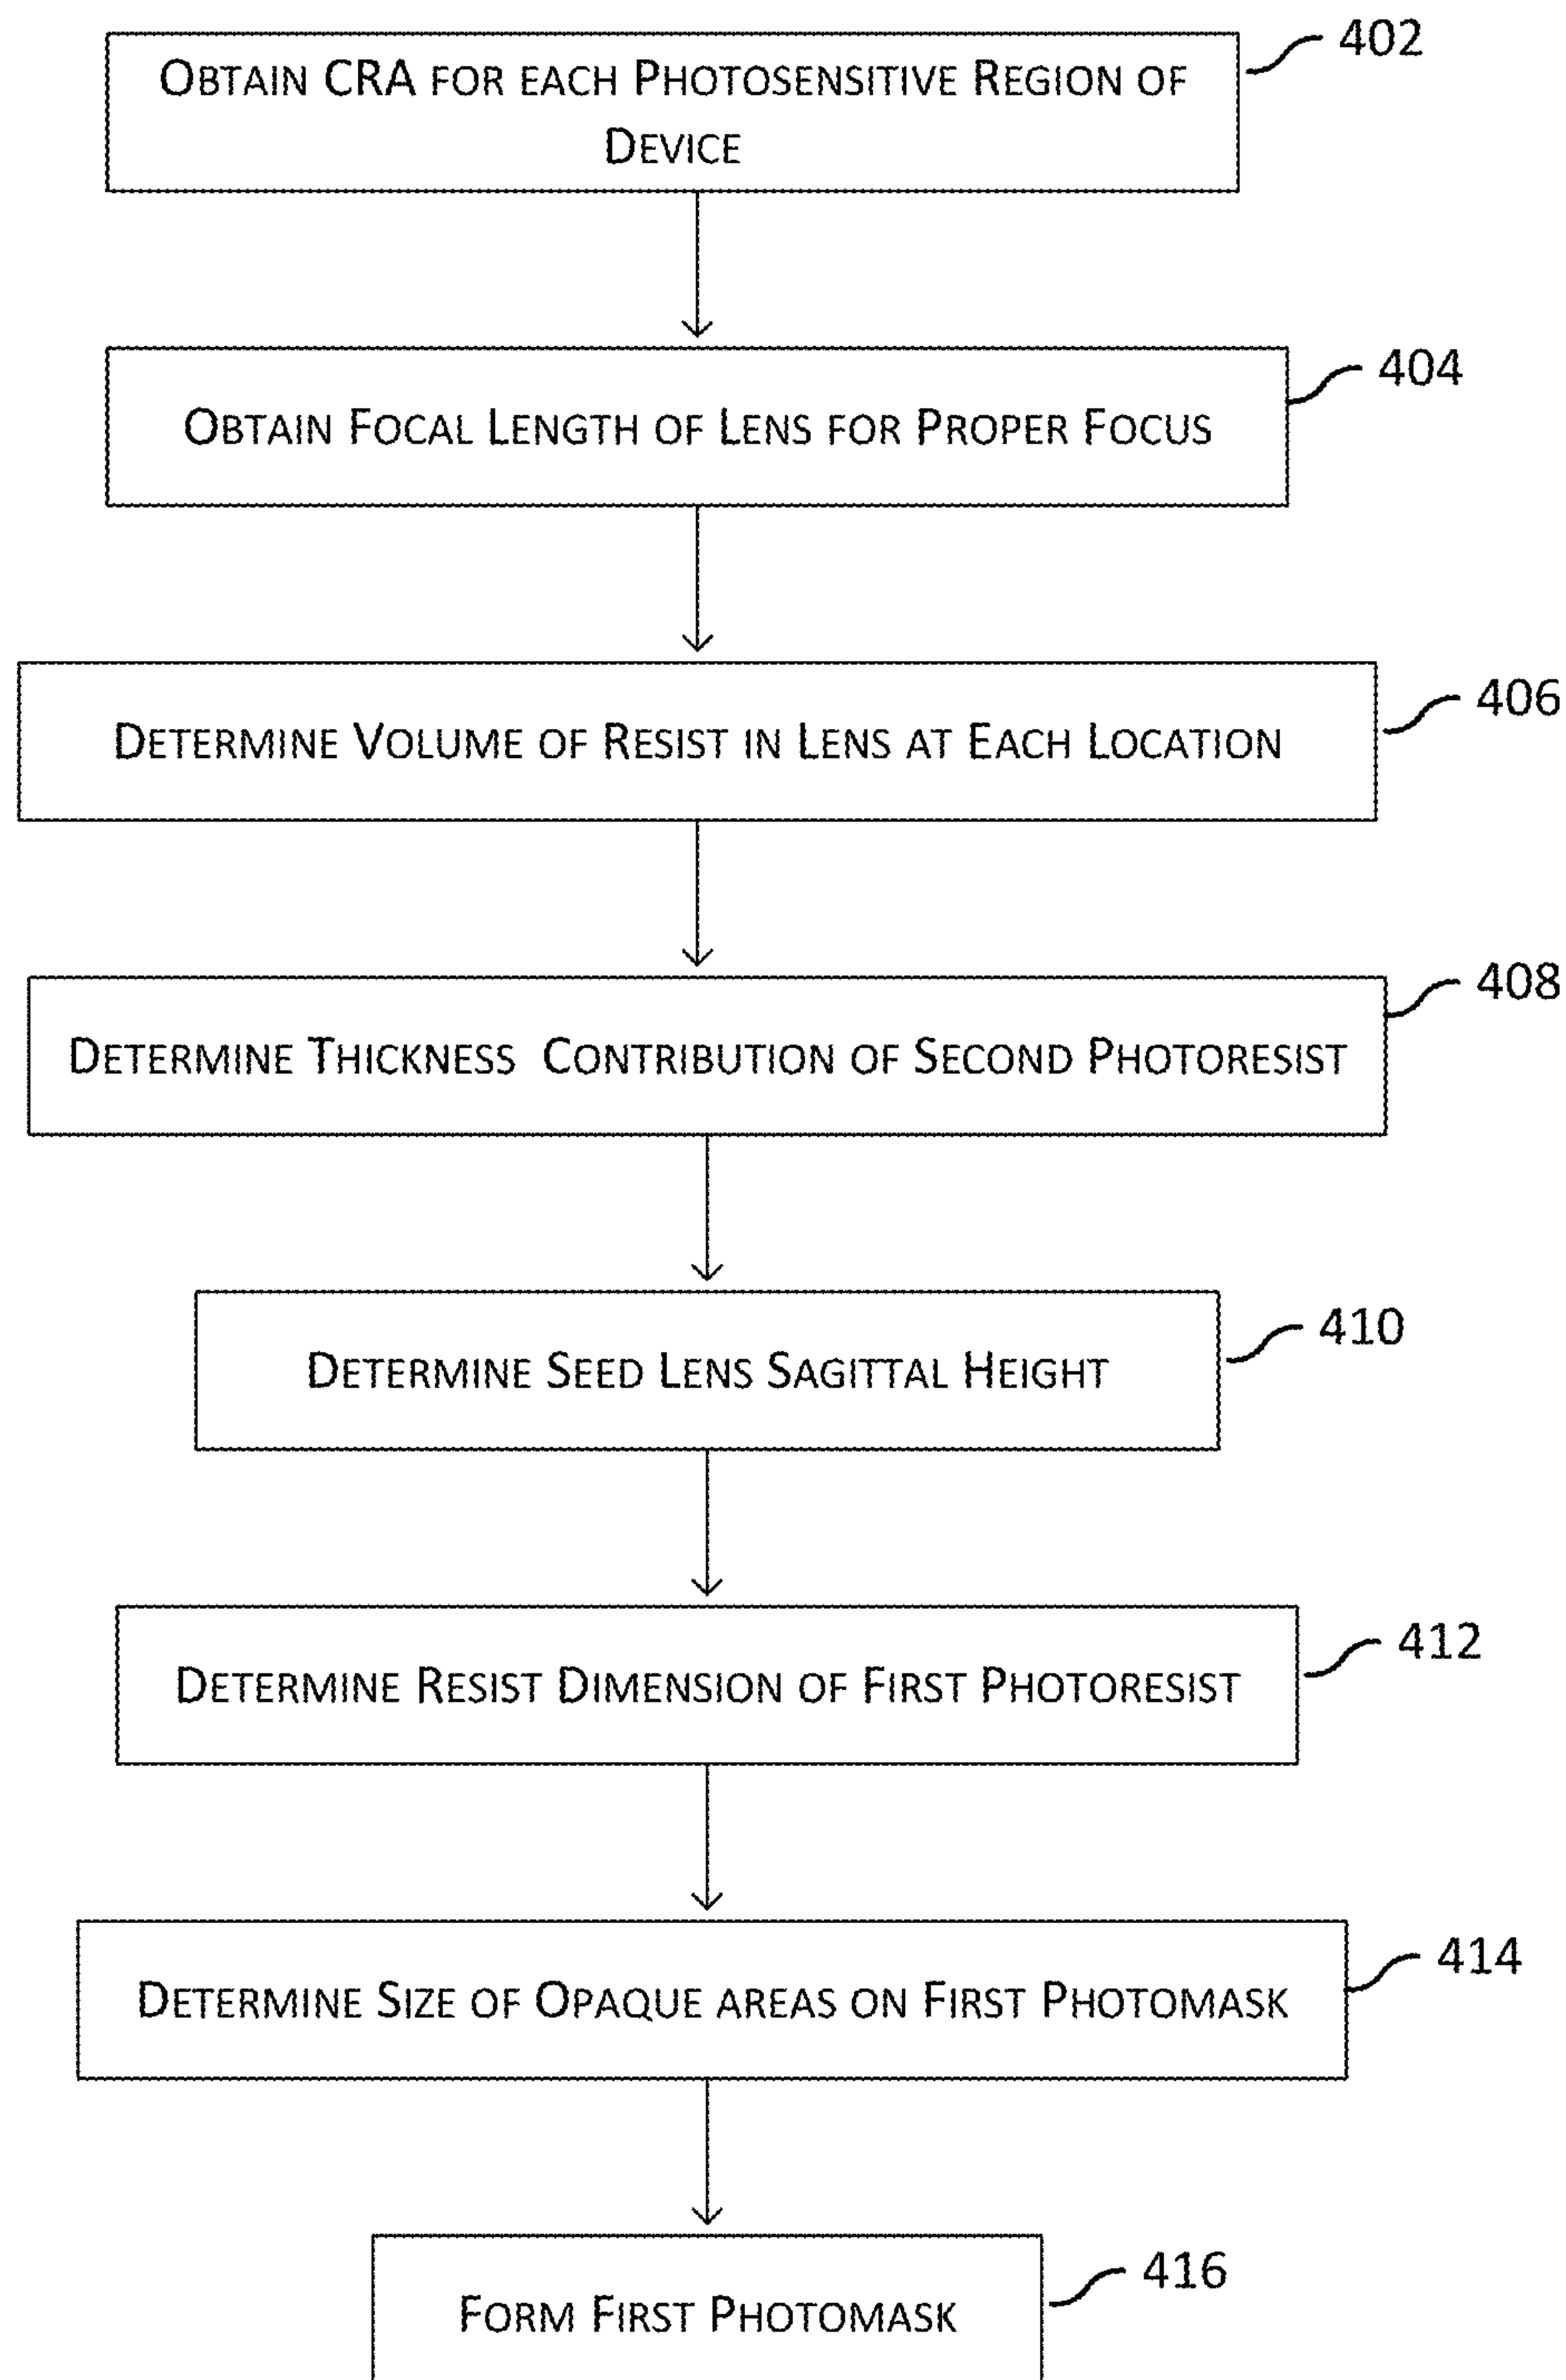 402
OBTAIN CRA FOR EACH PHOTOSENSITIVE REGION OF
DEVICE
404
OBTAIN FOCAL LENGTH OF LENS FOR PROPER FOCUS
406
DETERMINE VOLUME OF RESIST IN LENS AT EACH LOCATION
408
DETERMINE THICKNESS CONTRIBUTION OF SECOND PHOTORESIST
410
DETERMINE SEED LENS SAGITTAL HEIGHT
412
DETERMINE RESIST DIMENSION OF FIRST PHOTORESIST
414
DETERMINE SIZE OF OPAQUE AREAS ON FIRST PHOTOMASK
416
FORM FIRST PHOTOMASK